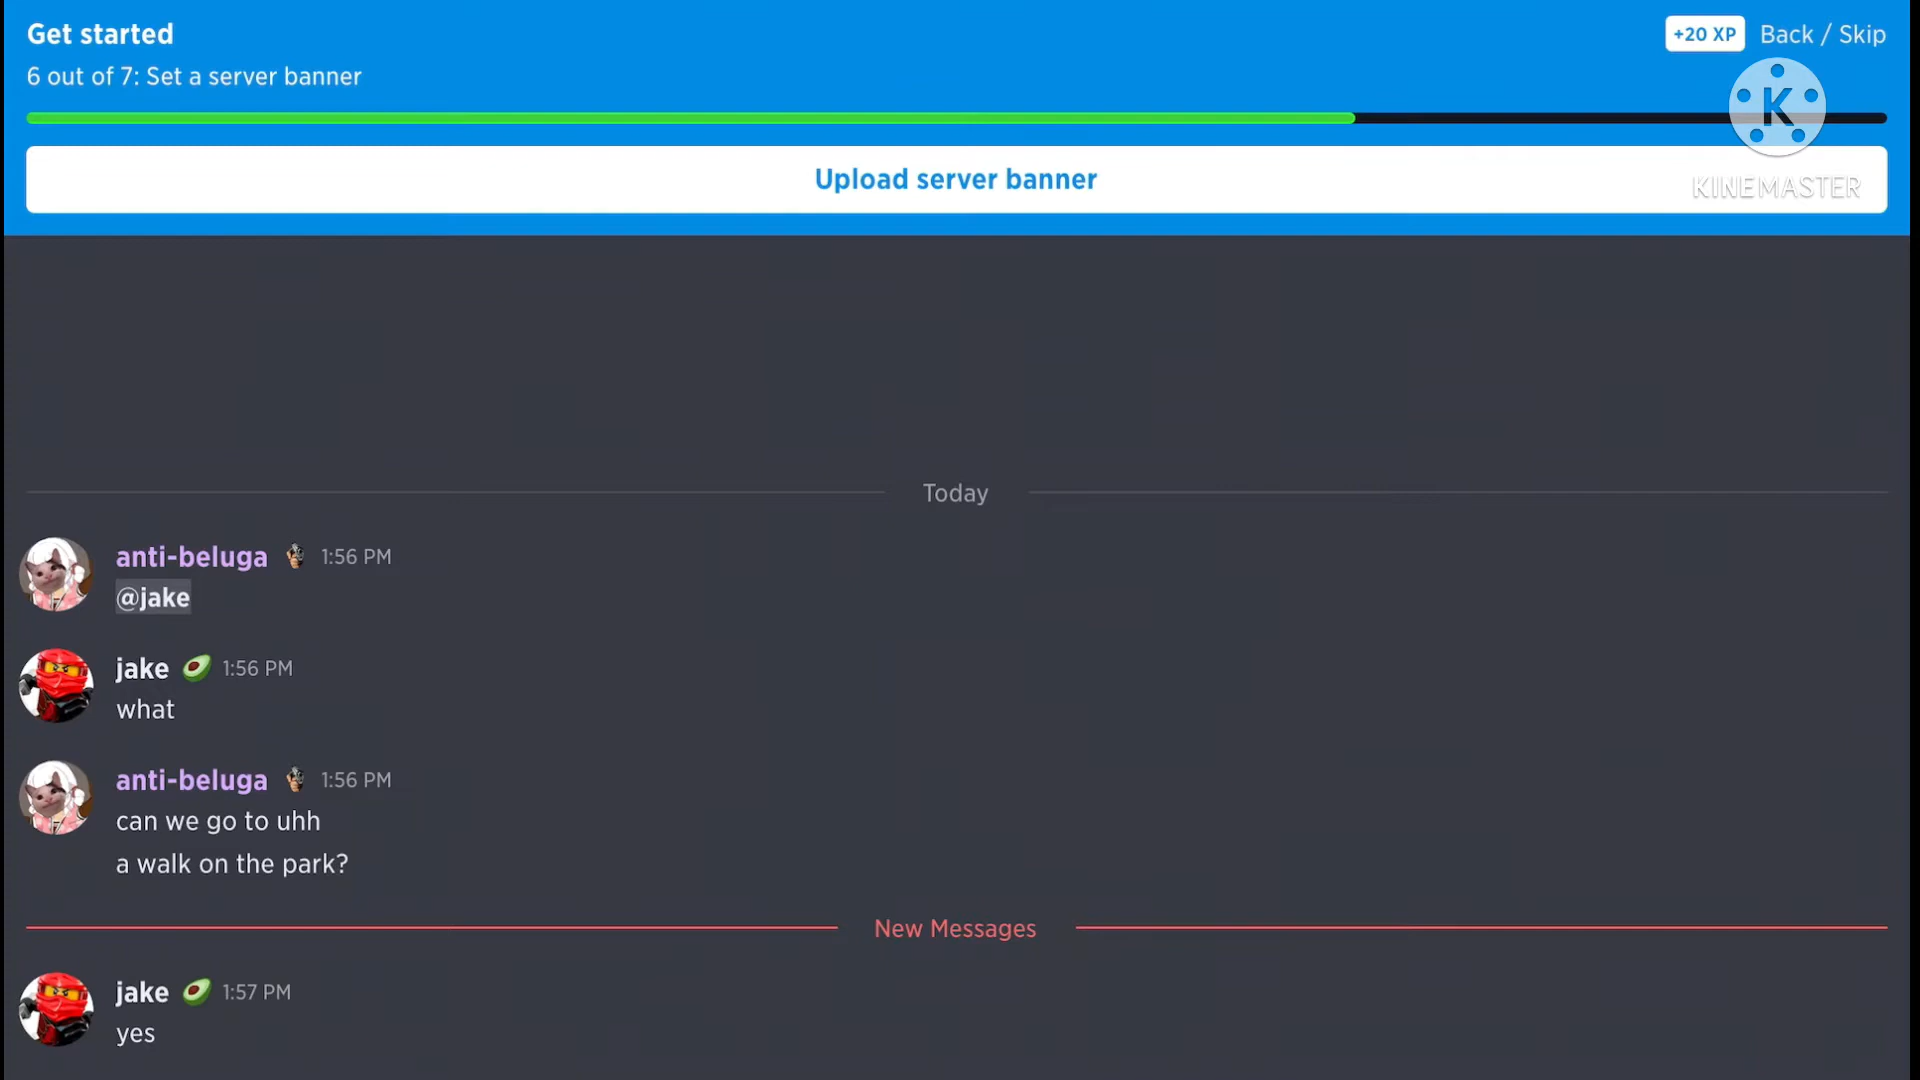 Get started
+20 XP Back / Skip
6 out of 7: Set a server banner
K
Upload server banner
KINEMASTER
Today
anti-beluga 1:56 PM
@jake
jake 1:56 PM
what
anti-beluga 1:56 PM
can we go to uhh
a walk on the park?
New Messages
jake 1:57 PM
yes